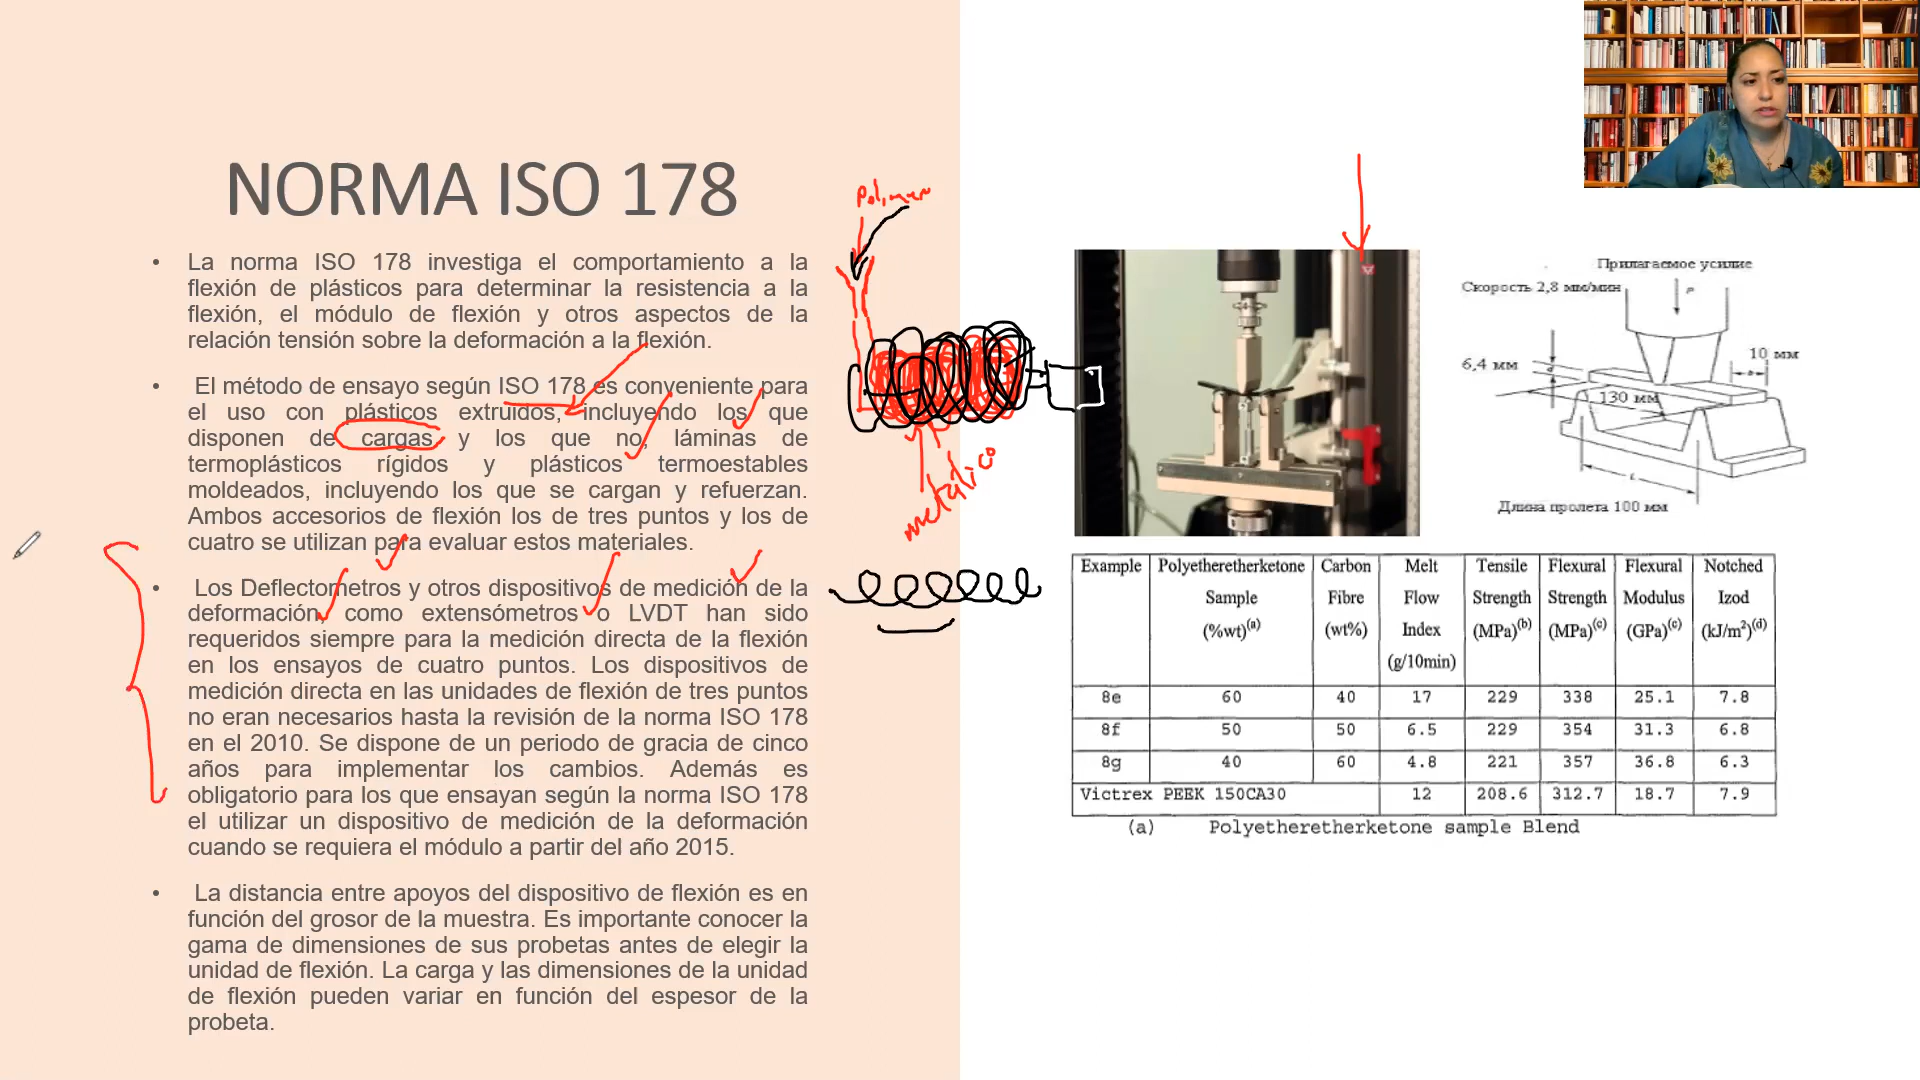 NORMA ISO 178
• La norma ISO 178 investiga el comportamiento a la
flexión de plásticos para determinar la resistencia a la
flexión, el módulo de flexión y otros aspectos de la
relación tensión sobre la deformación a la flexión.
• El método de ensayo según ISO 178 es conveniente para
el uso con plásticos extruidos, incluyendo los que
disponen de cargas y los que no, láminas de
termoplásticos rígidos y plásticos termoestables
moldeados, incluyendo los que se cargan y refuerzan.
Ambos accesorios de flexión los de tres puntos y los de
cuatro se utilizan para evaluar estos materiales.
• Los Deflectometros y otros dispositivos de medición de la
deformación, como extensómetros o LVDT han sido
requeridos siempre para la medición directa de la flexión
en los ensayos de cuatro puntos. Los dispositivos de
medición directa en las unidades de flexión de tres puntos
no eran necesarios hasta la revisión de la norma ISO 178
en el 2010. Se dispone de un periodo de gracia de cinco
años para implementar los cambios. Además es
obligatorio para los que ensayan según la norma ISO 178
el utilizar un dispositivo de medición de la deformación
cuando se requiera el módulo a partir del año 2015.
• La distancia entre apoyos del dispositivo de flexión es en
función del grosor de la muestra. Es importante conocer la
gama de dimensiones de sus probetas antes de elegir la
unidad de flexión. La carga y las dimensiones de la unidad
de flexión pueden variar en función del espesor de la
probeta.
metálico
Прилагаемое усилие
Скорость 2,8 мм/мин
P
6,4 мм
10 мм
130 мм
L
Длина пролета 100 мм
Example Polyetheretherketone Sample (%wt)(a) Carbon Fibre (wt%) Melt Flow Index (g/10min) Tensile Strength (MPa)(b) Flexural Strength (MPa)(c) Flexural Modulus (GPa)(c) Notched Izod (kJ/m²)(d)
8e 60 40 17 229 338 25.1 7.8
8f 50 50 6.5 229 354 31.3 6.8
8g 40 60 4.8 221 357 36.8 6.3
Victrex PEEK 150CA30 12 208.6 312.7 18.7 7.9
(a) Polyetheretherketone sample Blend